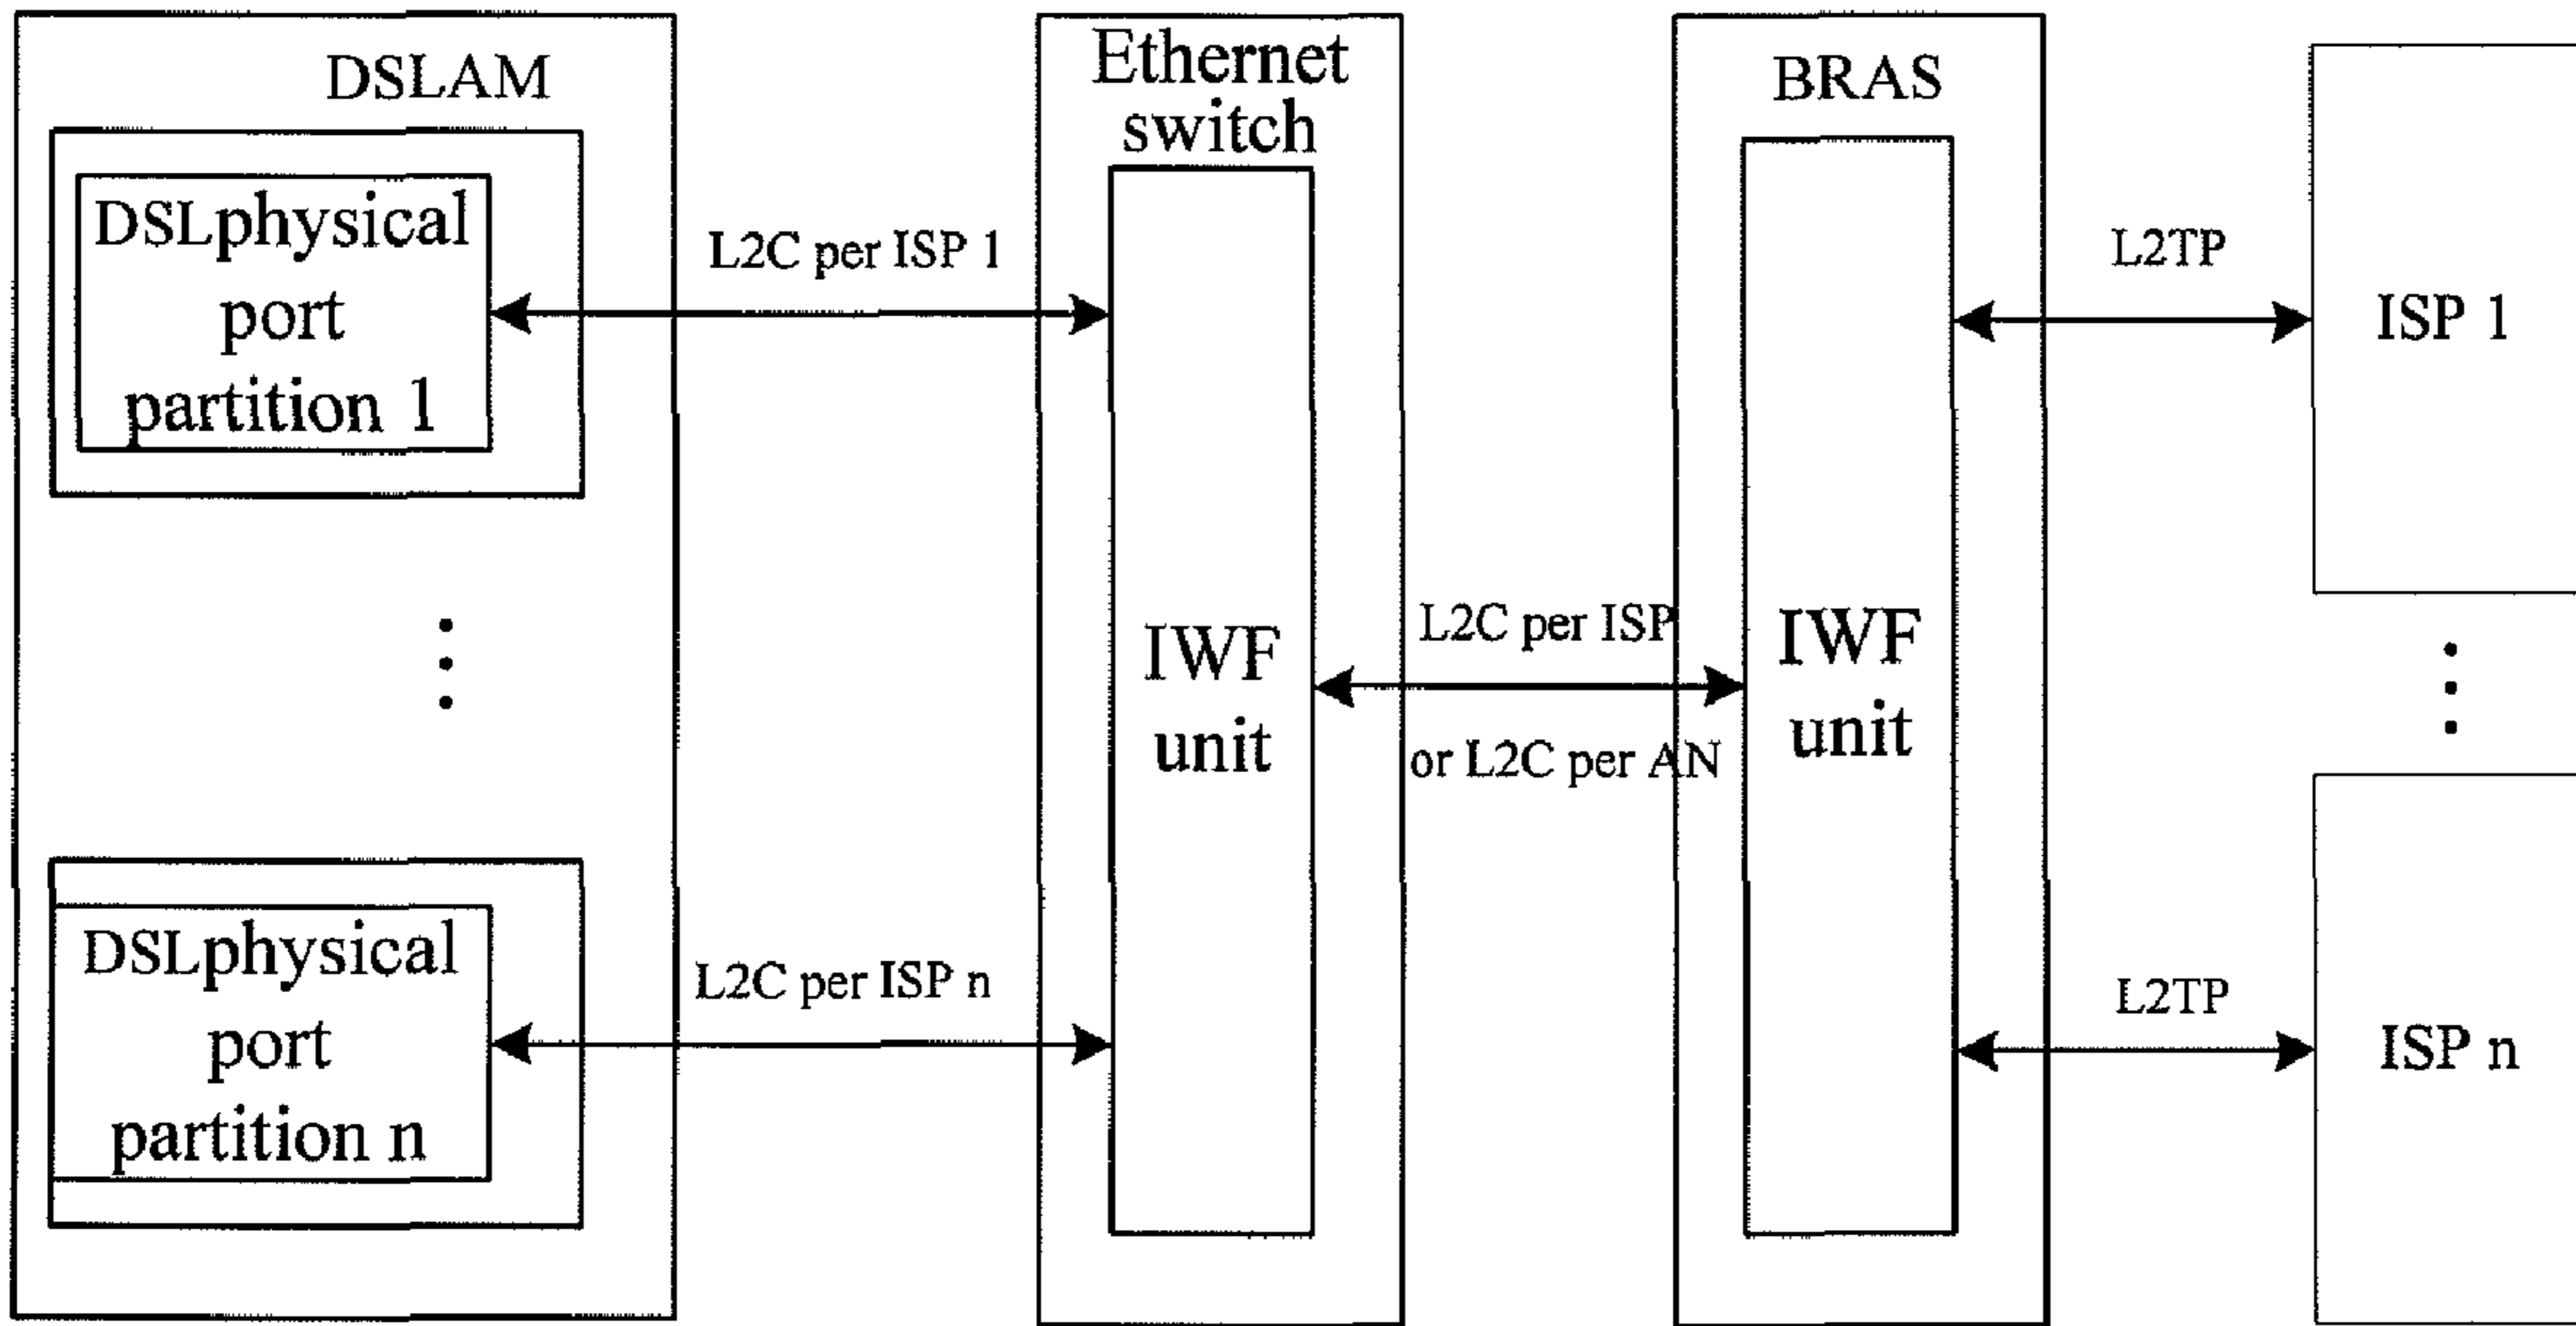 DSLAM
DSLphysical
port
partition 1
DSLphysical
port
partition n
L2C per ISP 1
L2C per ISP n
Ethernet
switch
IWF
unit
L2C per ISP
or L2C per AN
BRAS
IWF
unit
L2TP
L2TP
ISP 1
ISP n